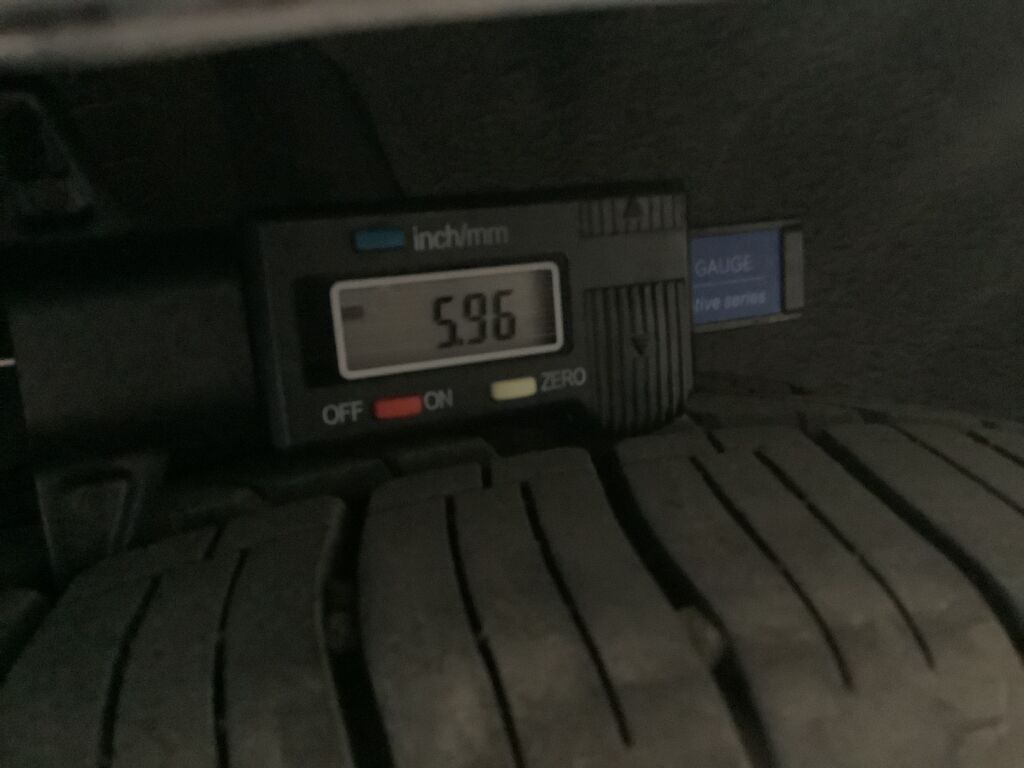 inch/mm
5.96
OFF ON ZERO
GAUGE
tive series